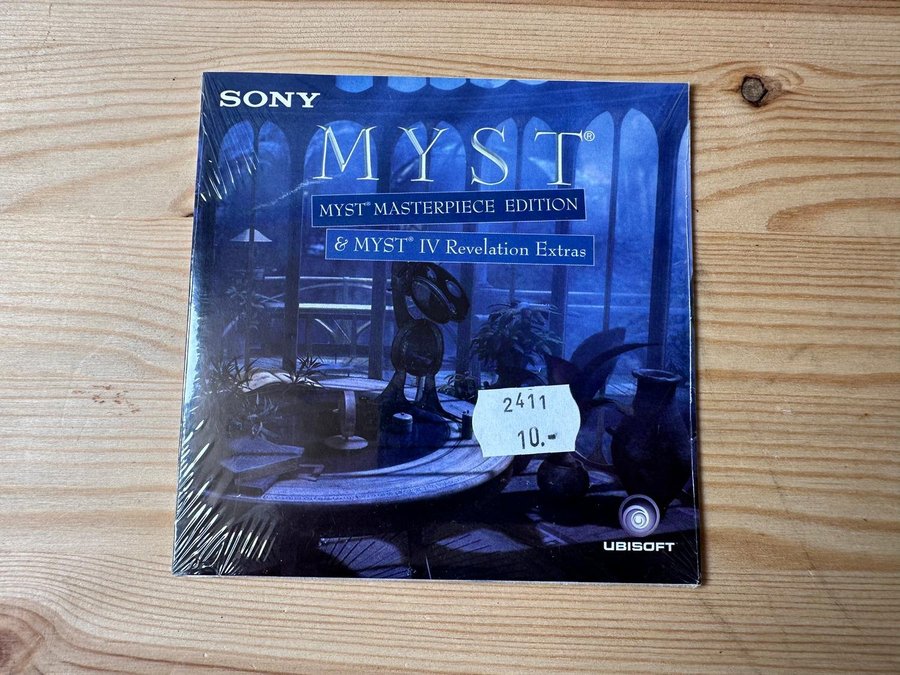 SONY
MYST®
MYST® MASTERPIECE EDITION
& MYST® IV Revelation Extras
2411
10.-
UBISOFT